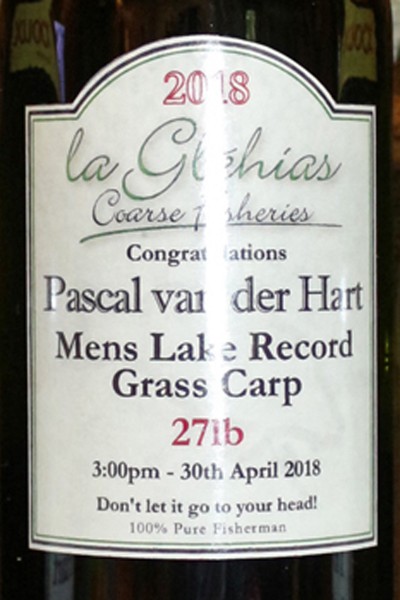 2018
la Gléhias
Coarse fisheries
Congratulations
Pascal van der Hart
Mens Lake Record
Grass Carp
27lb
3:00pm - 30th April 2018
Don't let it go to your head!
100% Pure Fisherman